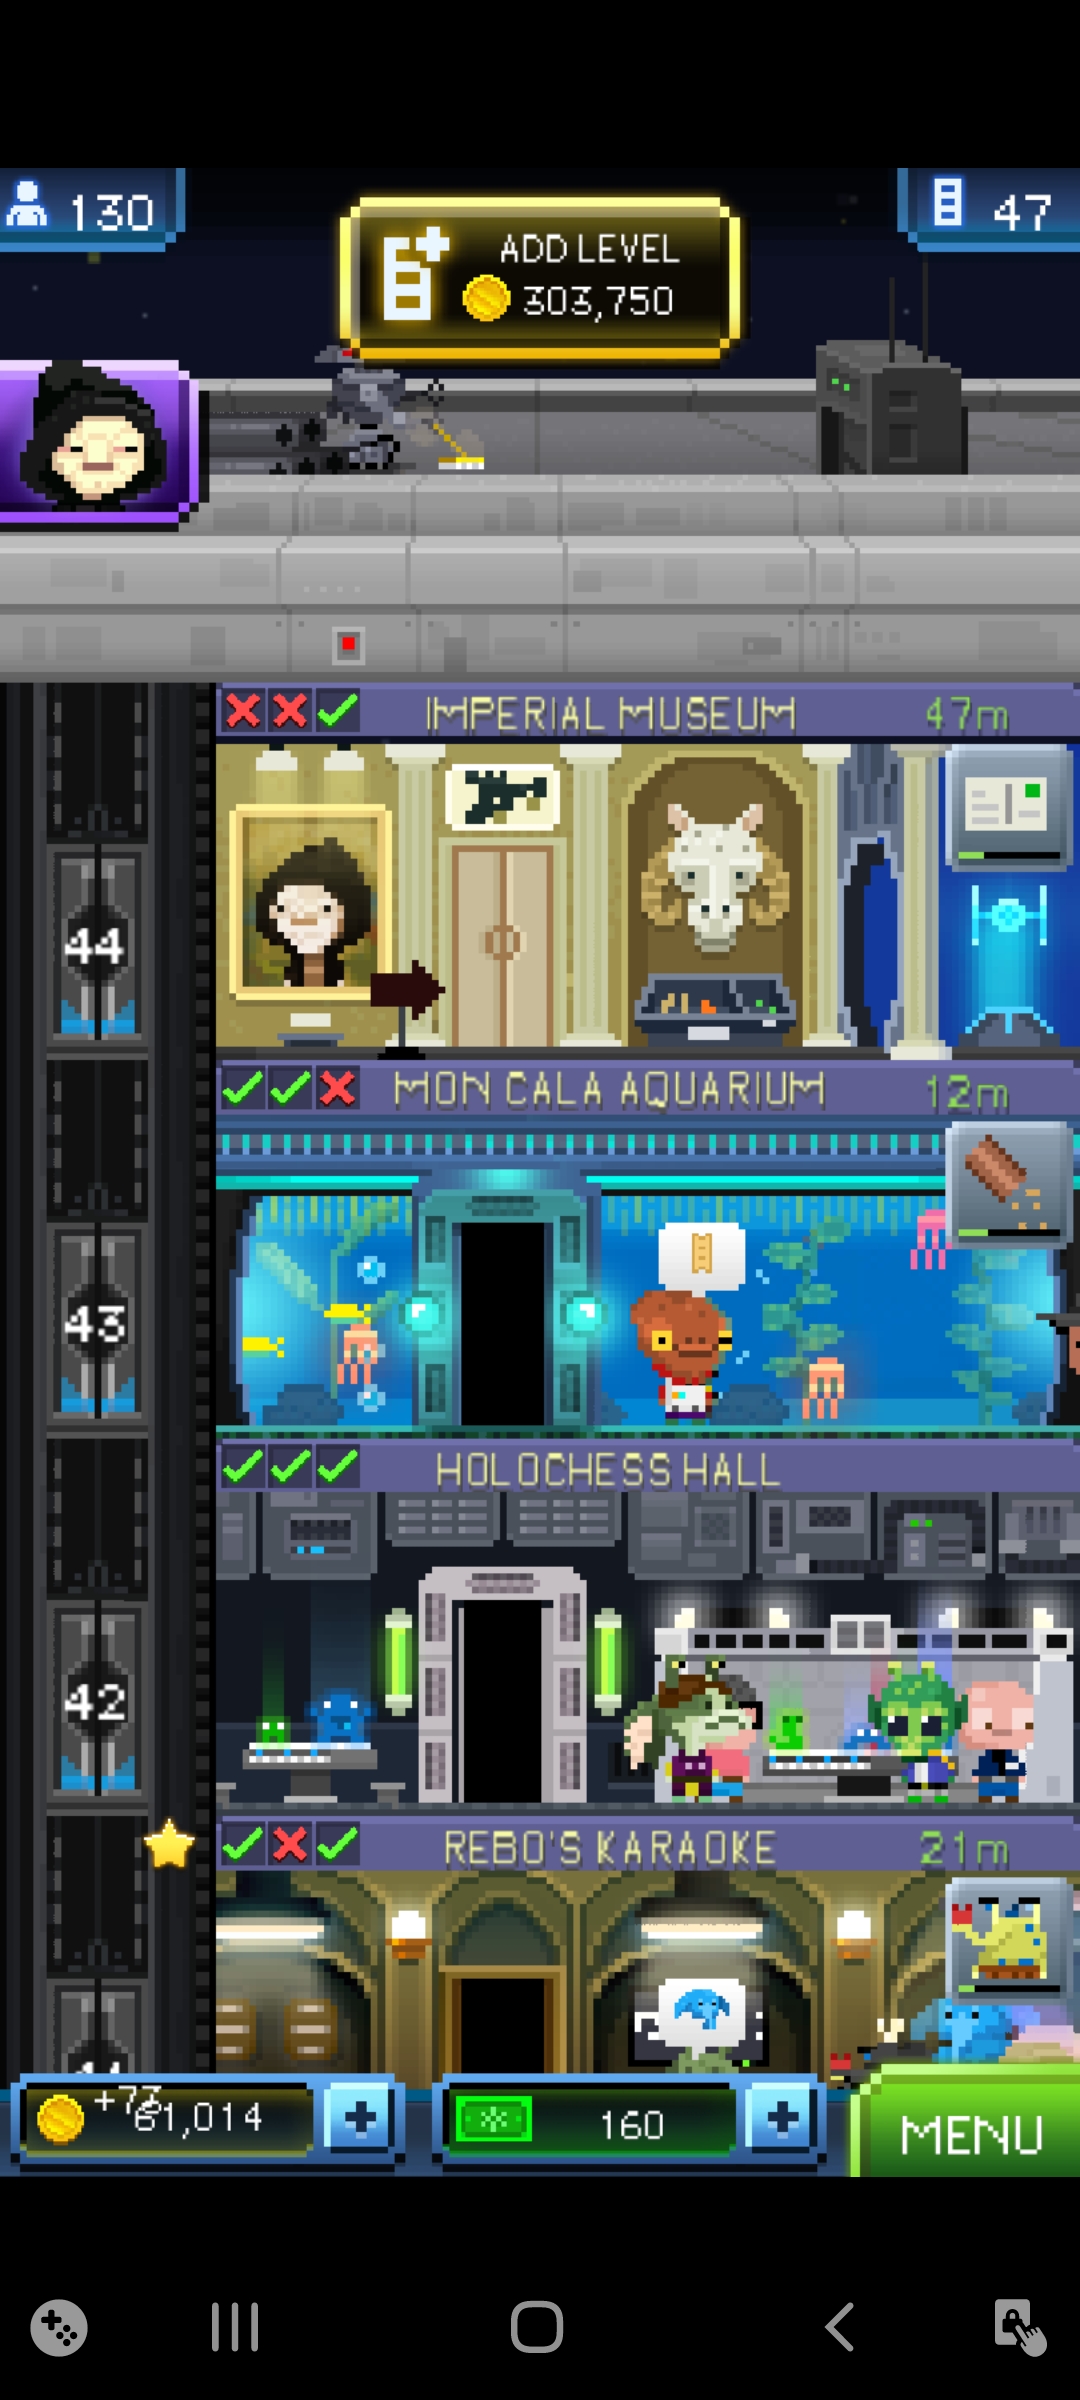 130
ADD LEVEL
303,750
47
IMPERIAL MUSEUM 47m
44
MON CALA AQUARIUM 12m
43
HOLOCHESS HALL
42
REBO'S KARAOKE 21m
+73
61,014
160
MENU